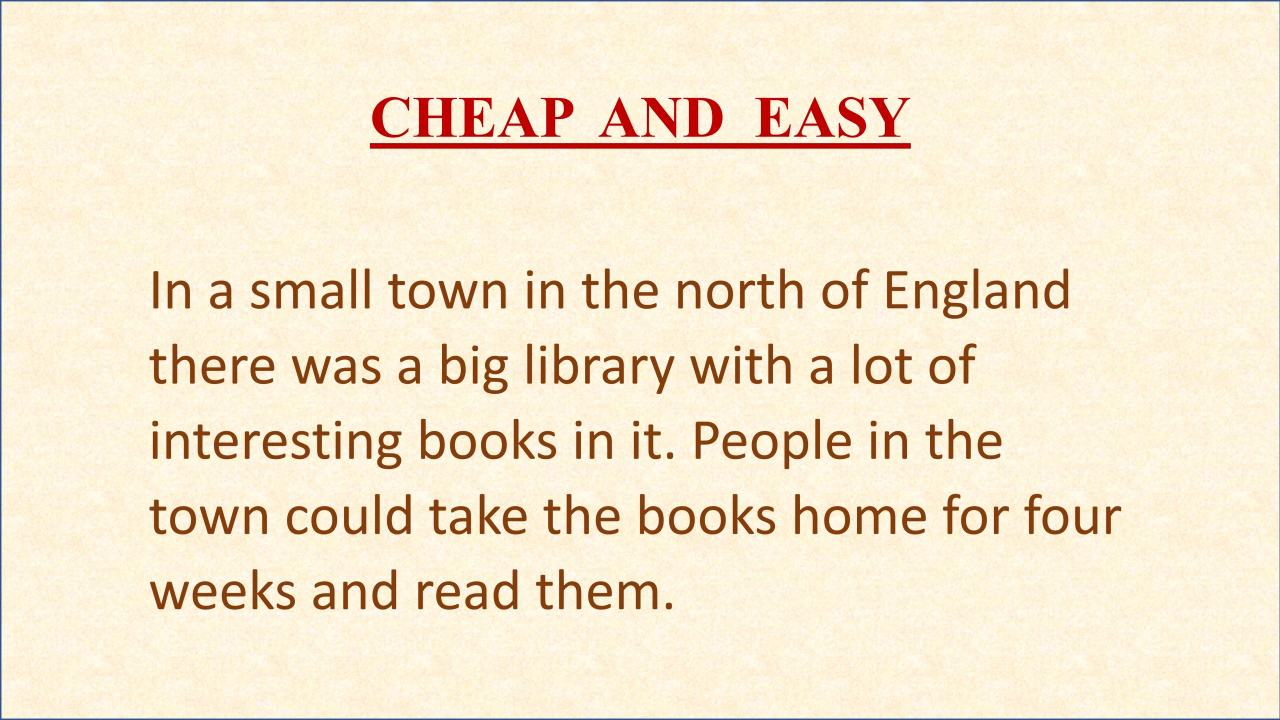 CHEAP AND EASY
In a small town in the north of England
there was a big library with a lot of
interesting books in it. People in the
town could take the books home for four
weeks and read them.